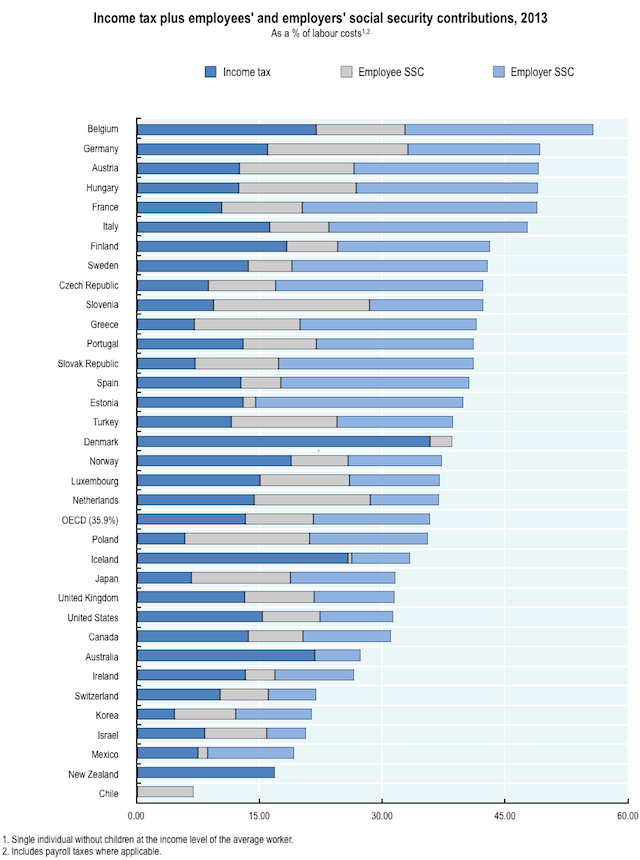 Income tax plus employees' and employers' social security contributions, 2013
As a % of labour costs1,2
Income tax
Employee SSC
Employer SSC
Belgium
Germany
Austria
Hungary
France
Italy
Finland
Sweden
Czech Republic
Slovenia
Greece
Portugal
Slovak Republic
Spain
Estonia
Turkey
Denmark
Norway
Luxembourg
Netherlands
OECD (35.9%)
Poland
Iceland
Japan
United Kingdom
United States
Canada
Australia
Ireland
Switzerland
Korea
Israel
Mexico
New Zealand
Chile
0.00 15.00 30.00 45.00 60.00
1. Single individual without children at the income level of the average worker.
2. Includes payroll taxes where applicable.